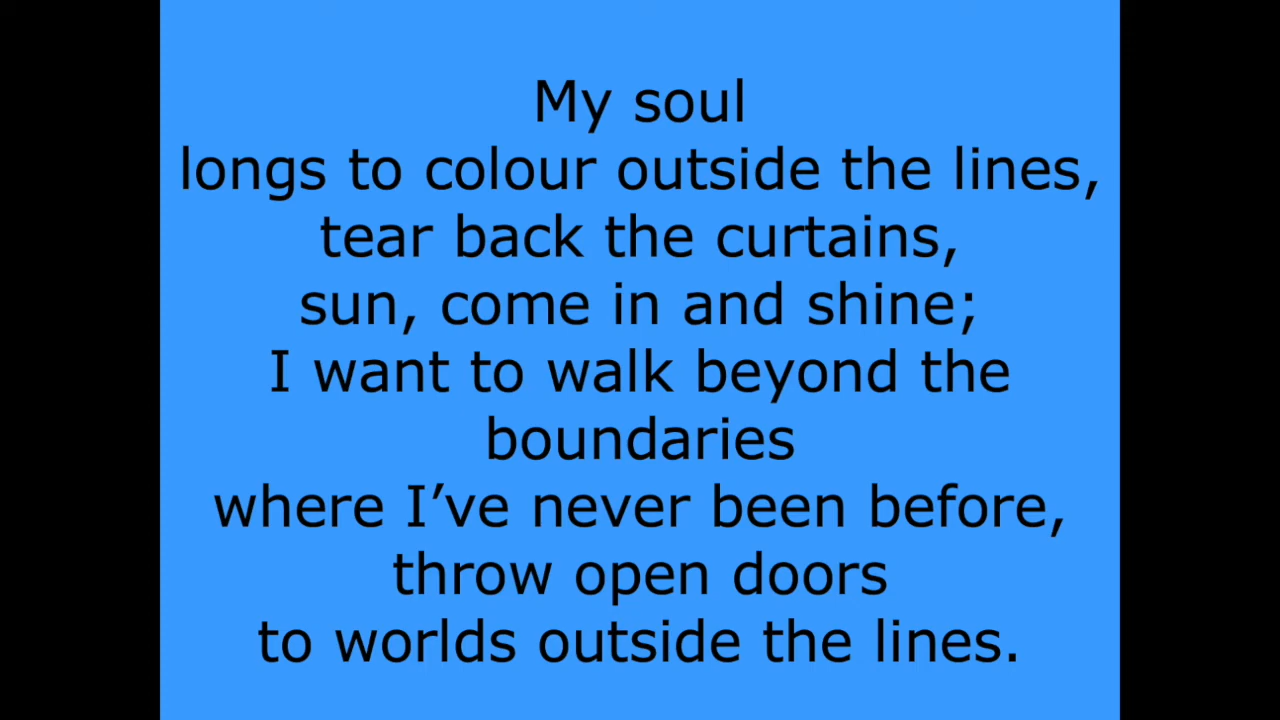 My soul
longs to colour outside the lines,
tear back the curtains,
sun, come in and shine;
I want to walk beyond the
boundaries
where I’ve never been before,
throw open doors
to worlds outside the lines.